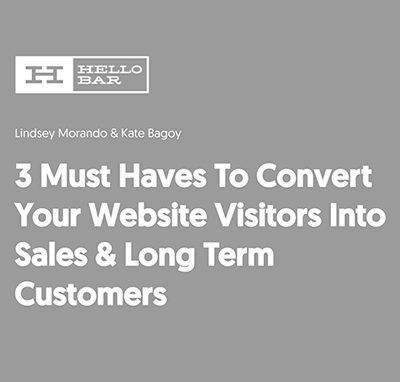 H HELLO
BAR
Lindsey Morando & Kate Bagoy
3 Must Haves To Convert
Your Website Visitors Into
Sales & Long Term
Customers